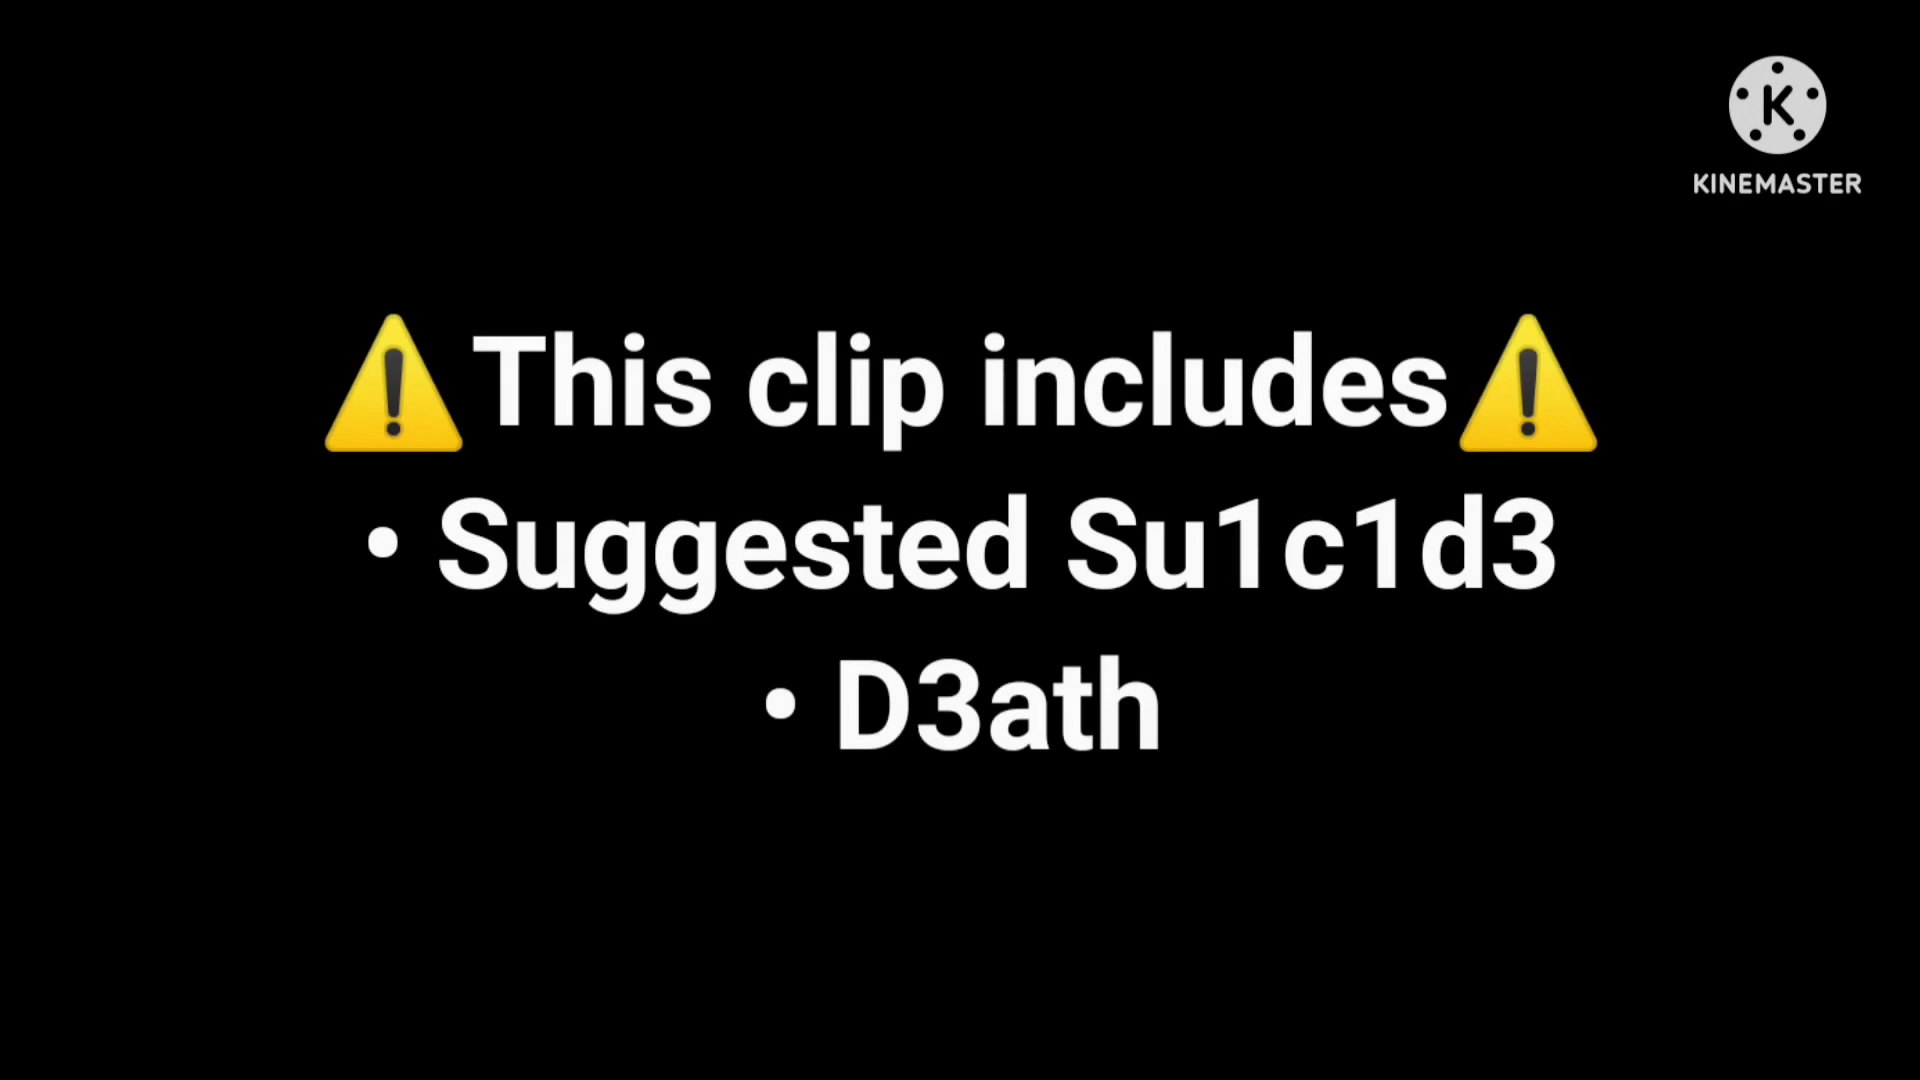 K
KINEMASTER
⚠️This clip includes⚠️
• Suggested Su1c1d3
• D3ath